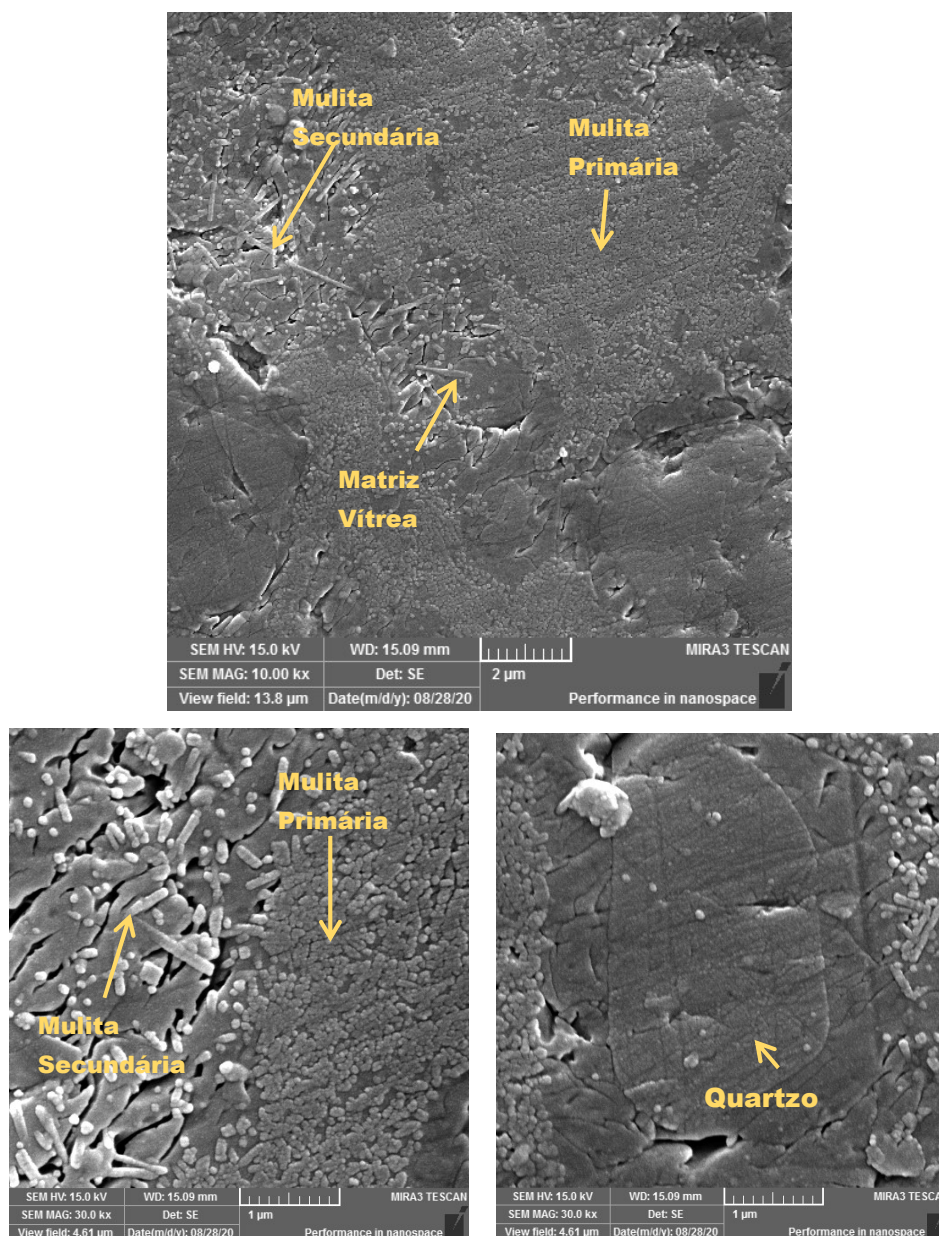 Mulita
Secundária
Mulita
Primária
Matriz
Vítrea
SEM HV: 15.0 kV WD: 15.09 mm MIRA3 TESCAN
SEM MAG: 10.00 kx Det: SE 2 µm
View field: 13.8 µm Date(m/d/y): 08/28/20 Performance in nanospace
Mulita
Primária
Mulita
Secundária
SEM HV: 15.0 kV WD: 15.09 mm MIRA3 TESCAN
SEM MAG: 30.0 kx Det: SE 1 µm
View field: 4.61 µm Date(m/d/y): 08/28/20 Performance in nanospace
Quartzo
SEM HV: 15.0 kV WD: 15.09 mm MIRA3 TESCA
SEM MAG: 30.0 kx Det: SE 1 µm
View field: 4.61 µm Date(m/d/y): 08/28/20 Performance in nanospace